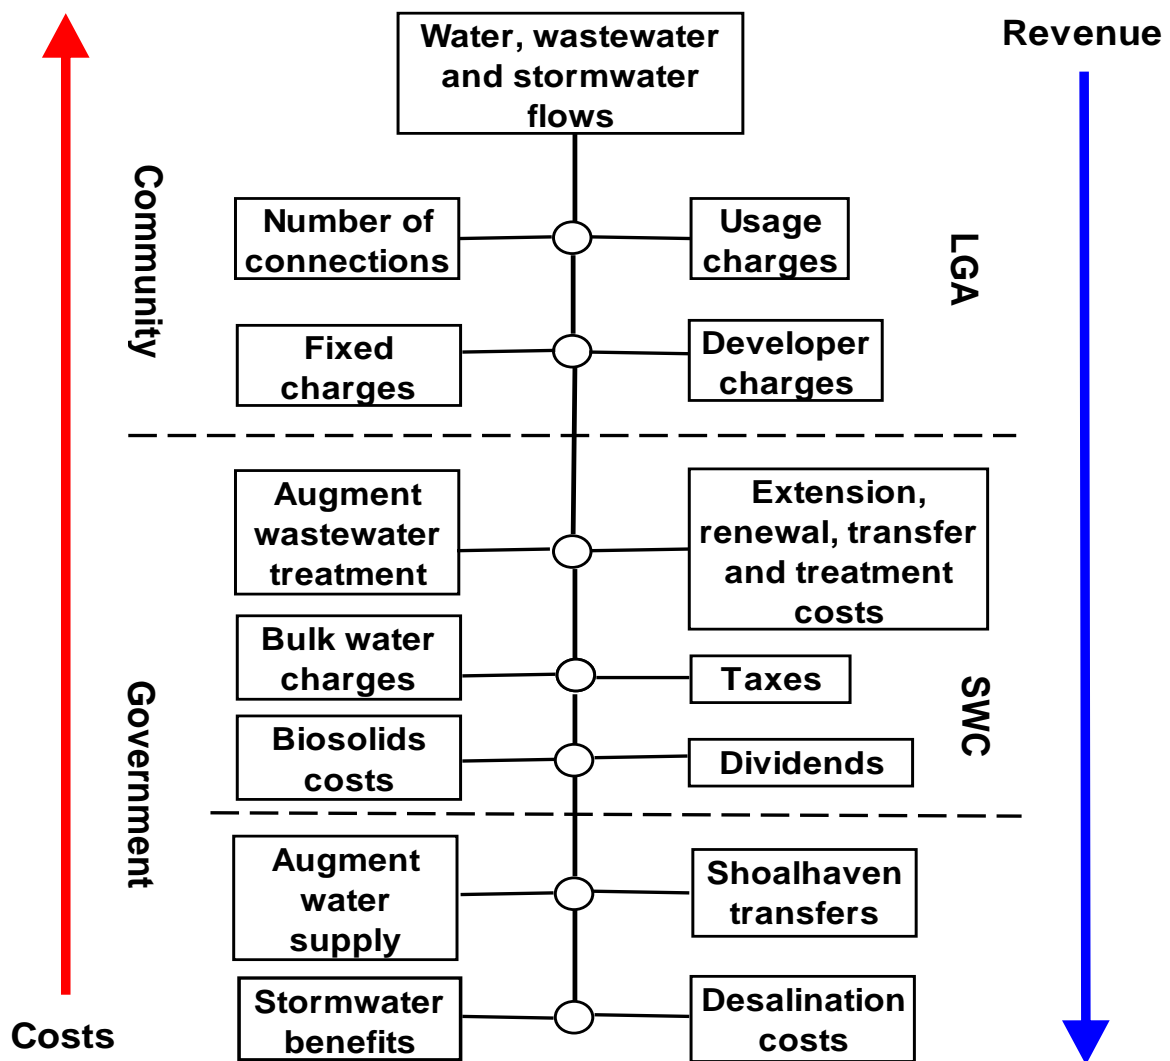 Revenue
Water, wastewater
and stormwater
flows
Community
LGA
Number of
connections
Usage
charges
Fixed
charges
Developer
charges
Augment
wastewater
treatment
Extension,
renewal, transfer
and treatment
costs
Government
SWC
Bulk water
charges
Taxes
Biosolids
costs
Dividends
Augment
water
supply
Shoalhaven
transfers
Stormwater
benefits
Desalination
costs
Costs